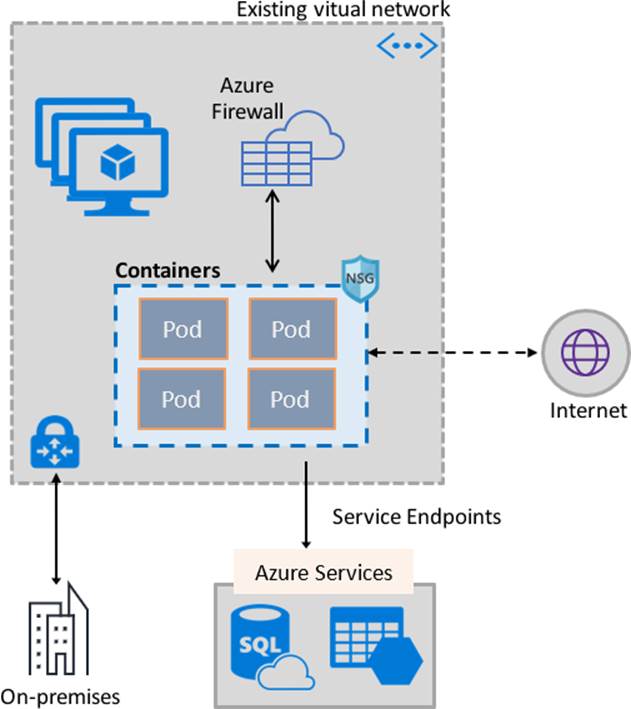 Existing vitual network
Azure
Firewall
Containers
NSG
Pod
Pod
Pod
Pod
Internet
Service Endpoints
Azure Services
SQL
On-premises